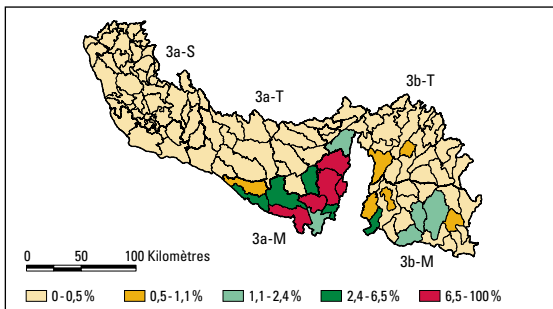 3a-S
3a-T
3b-T
3a-M
3b-M
0 50 100 Kilomètres
0 - 0,5 % 0,5 - 1,1 % 1,1 - 2,4 % 2,4 - 6,5 % 6,5 - 100 %